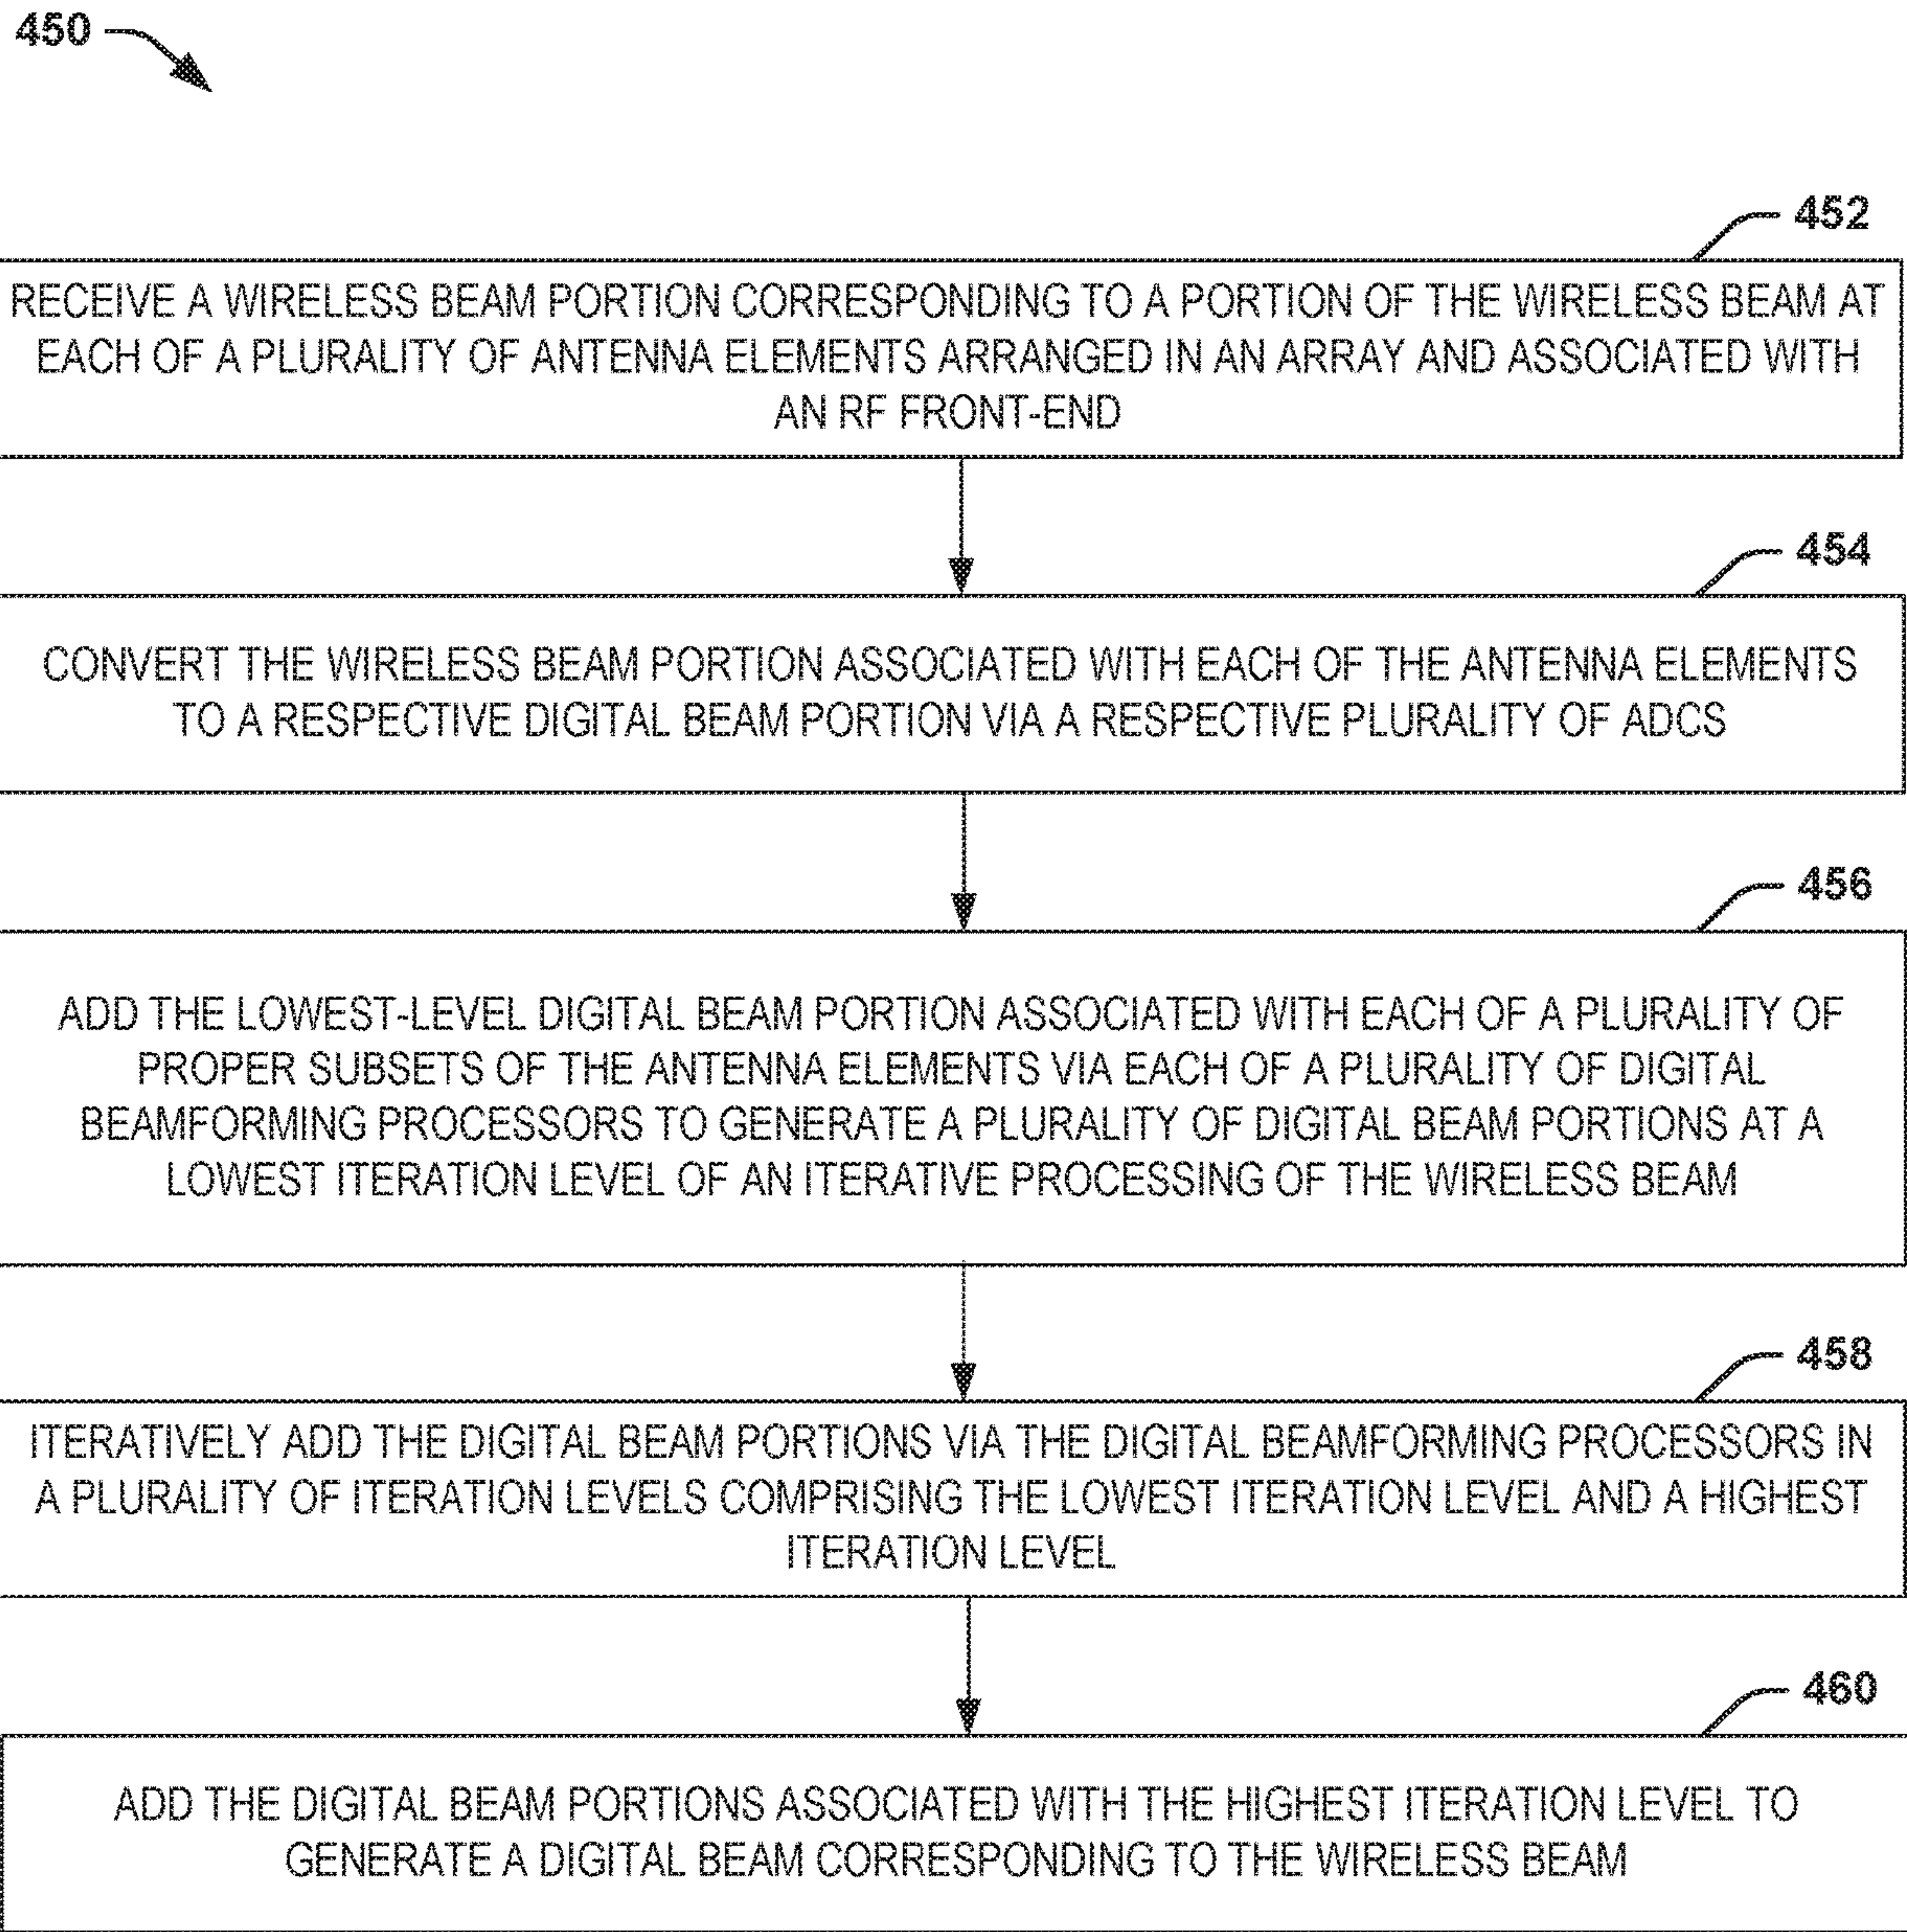 450
452
RECEIVE A WIRELESS BEAM PORTION CORRESPONDING TO A PORTION OF THE WIRELESS BEAM AT
EACH OF A PLURALITY OF ANTENNA ELEMENTS ARRANGED IN AN ARRAY AND ASSOCIATED WITH
AN RF FRONT-END
454
CONVERT THE WIRELESS BEAM PORTION ASSOCIATED WITH EACH OF THE ANTENNA ELEMENTS
TO A RESPECTIVE DIGITAL BEAM PORTION VIA A RESPECTIVE PLURALITY OF ADCS
456
ADD THE LOWEST-LEVEL DIGITAL BEAM PORTION ASSOCIATED WITH EACH OF A PLURALITY OF
PROPER SUBSETS OF THE ANTENNA ELEMENTS VIA EACH OF A PLURALITY OF DIGITAL
BEAMFORMING PROCESSORS TO GENERATE A PLURALITY OF DIGITAL BEAM PORTIONS AT A
LOWEST ITERATION LEVEL OF AN ITERATIVE PROCESSING OF THE WIRELESS BEAM
458
ITERATIVELY ADD THE DIGITAL BEAM PORTIONS VIA THE DIGITAL BEAMFORMING PROCESSORS IN
A PLURALITY OF ITERATION LEVELS COMPRISING THE LOWEST ITERATION LEVEL AND A HIGHEST
ITERATION LEVEL
460
ADD THE DIGITAL BEAM PORTIONS ASSOCIATED WITH THE HIGHEST ITERATION LEVEL TO
GENERATE A DIGITAL BEAM CORRESPONDING TO THE WIRELESS BEAM